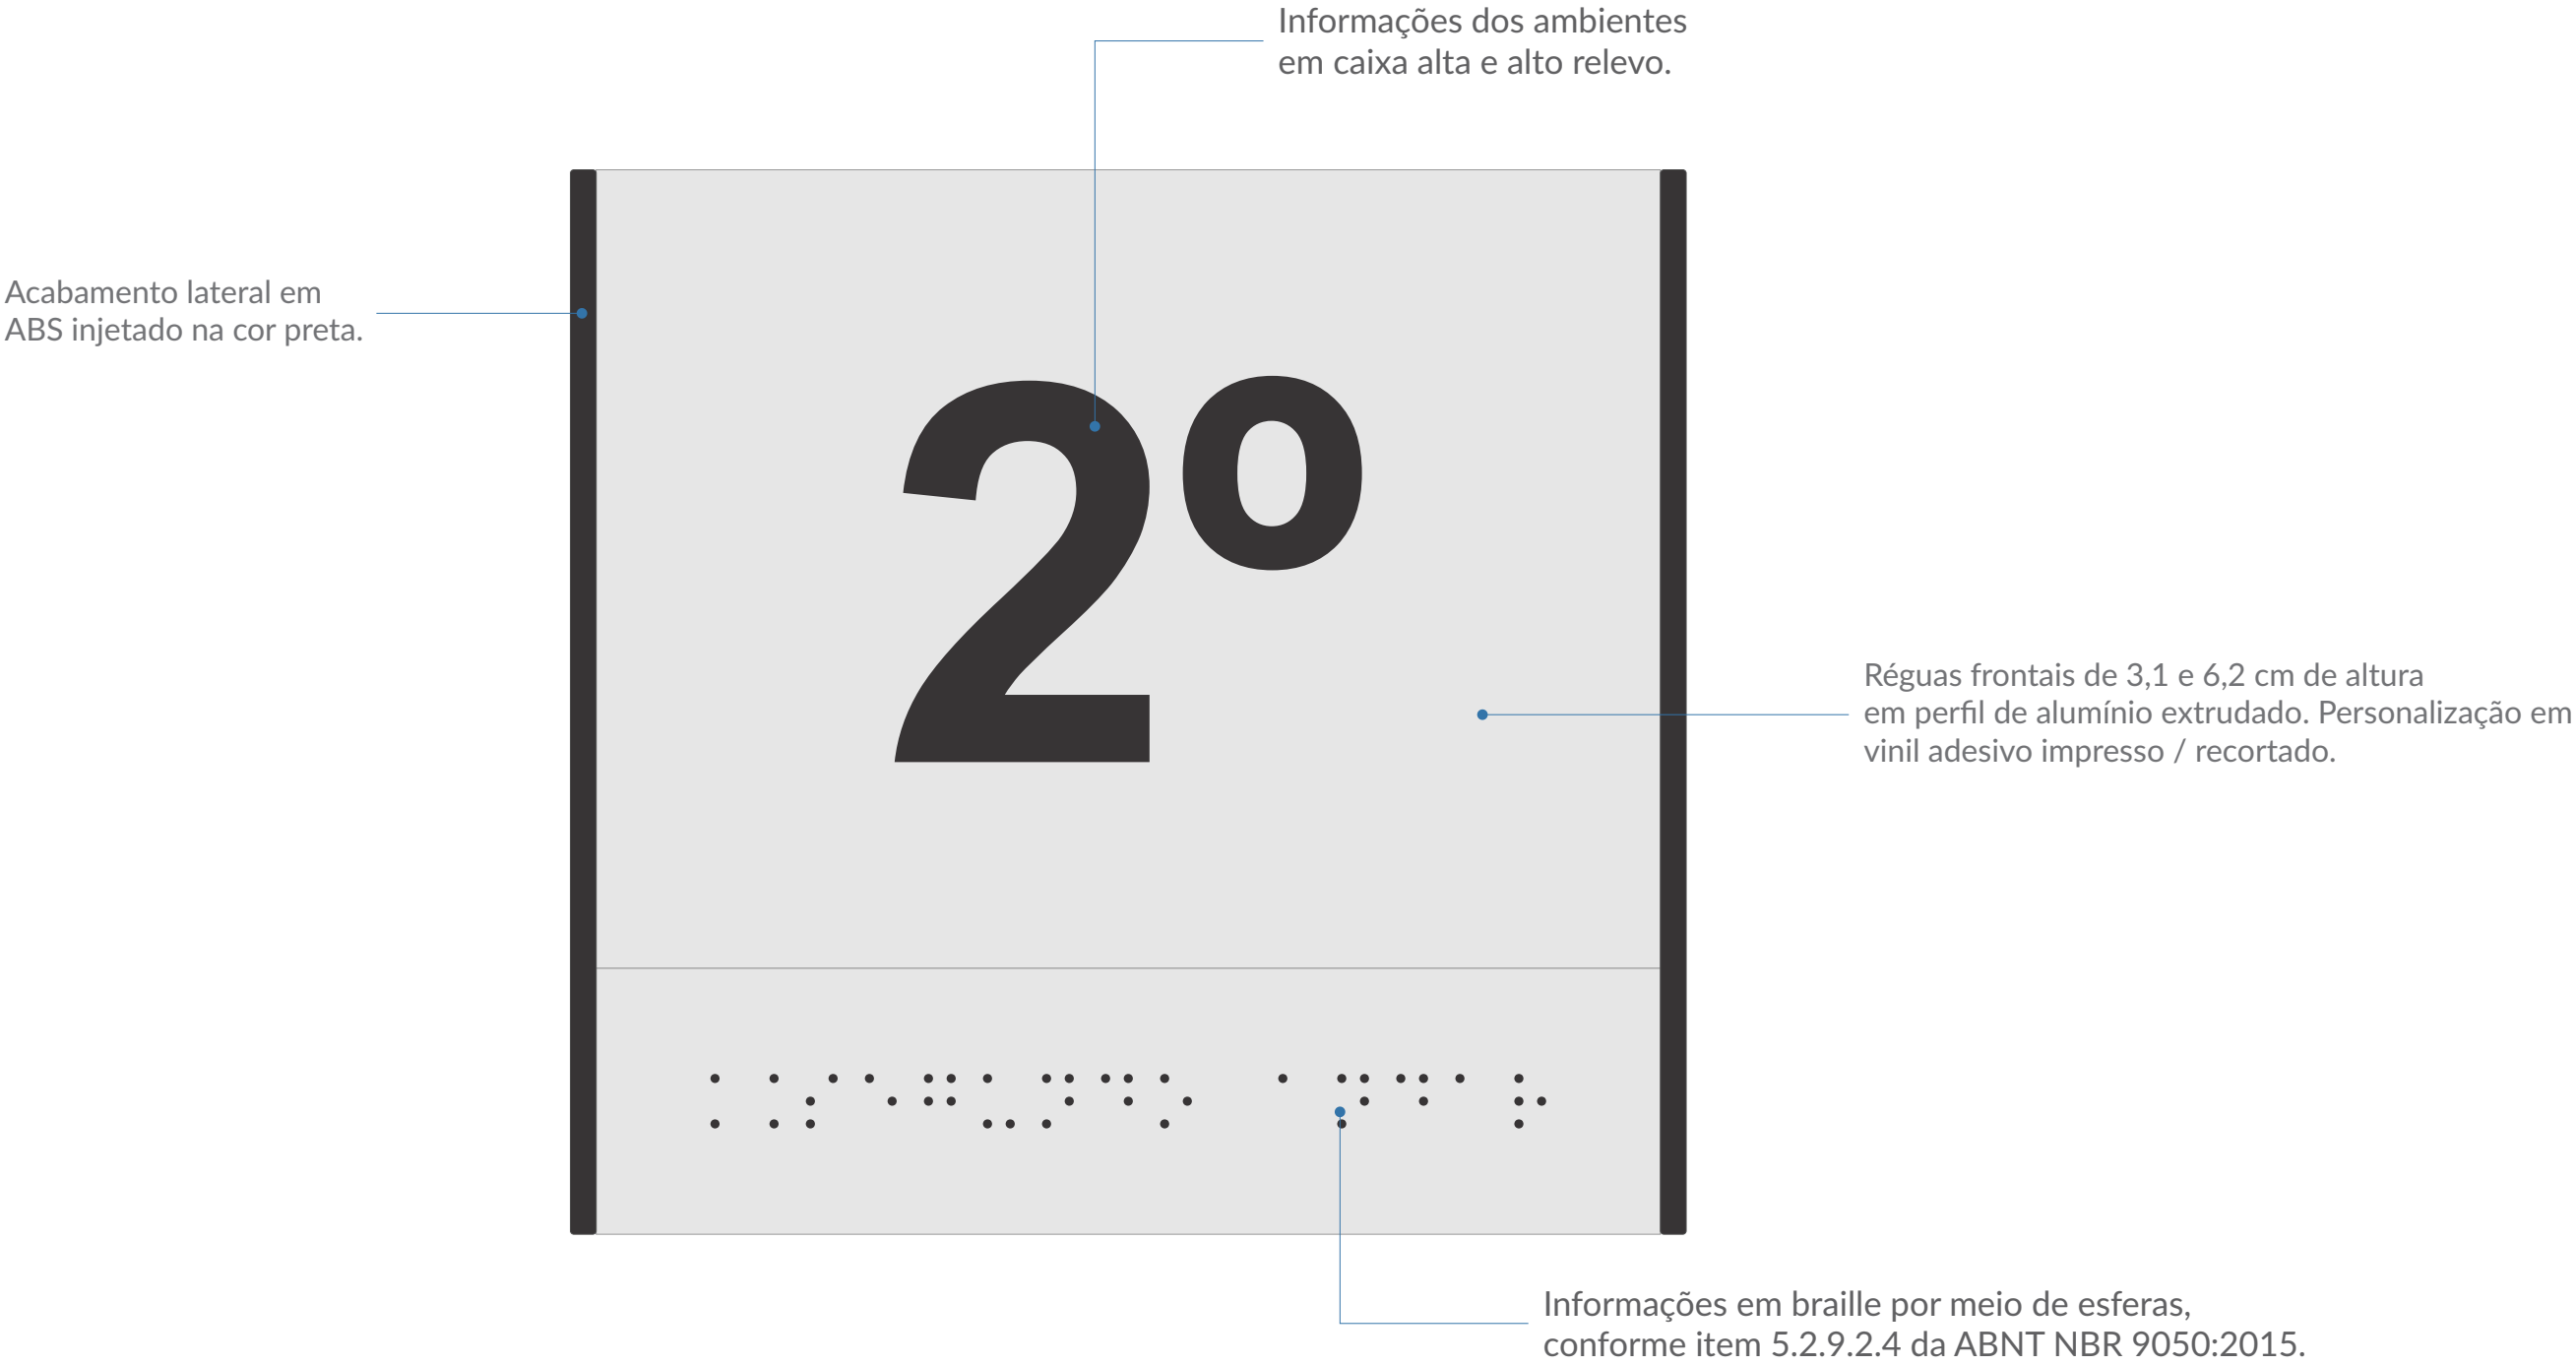 Informações dos ambientes
em caixa alta e alto relevo.
Acabamento lateral em
ABS injetado na cor preta.
2º
Réguas frontais de 3,1 e 6,2 cm de altura
em perfil de alumínio extrudado. Personalização em
vinil adesivo impresso / recortado.
⠨⠨⠎⠑⠛⠥⠝⠙⠕ ⠁⠝⠙⠁⠗
Informações em braille por meio de esferas,
conforme item 5.2.9.2.4 da ABNT NBR 9050:2015.